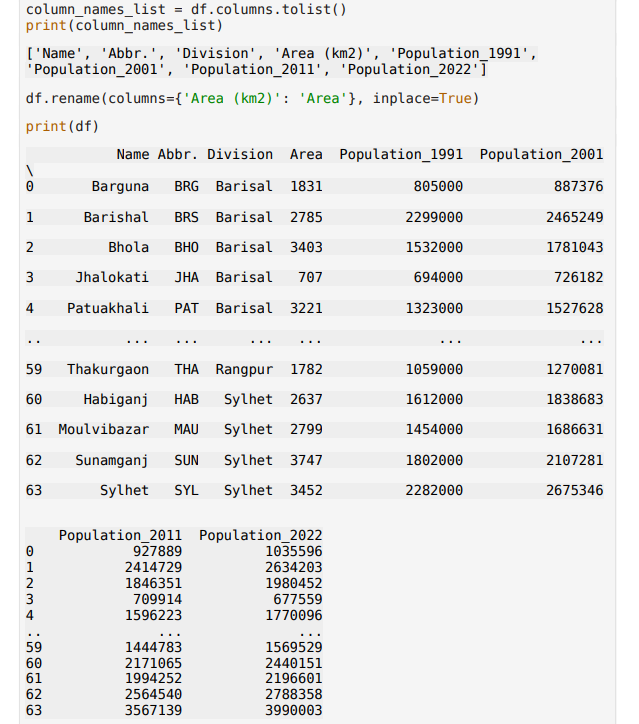 column_names_list = df.columns.tolist()
print(column_names_list)
['Name', 'Abbr.', 'Division', 'Area (km2)', 'Population_1991',
'Population_2001', 'Population_2011', 'Population_2022']
df.rename(columns={'Area (km2)': 'Area'}, inplace=True)
print(df)
Name Abbr. Division Area Population_1991 Population_2001
\
0 Barguna BRG Barisal 1831 805000 887376
1 Barishal BRS Barisal 2785 2299000 2465249
2 Bhola BHO Barisal 3403 1532000 1781043
3 Jhalokati JHA Barisal 707 694000 726182
4 Patuakhali PAT Barisal 3221 1323000 1527628
.. ... ... ... ... ... ...
59 Thakurgaon THA Rangpur 1782 1059000 1270081
60 Habiganj HAB Sylhet 2637 1612000 1838683
61 Moulvibazar MAU Sylhet 2799 1454000 1686631
62 Sunamganj SUN Sylhet 3747 1802000 2107281
63 Sylhet SYL Sylhet 3452 2282000 2675346
Population_2011 Population_2022
0 927889 1035596
1 2414729 2634203
2 1846351 1980452
3 709914 677559
4 1596223 1770096
.. ... ...
59 1444783 1569529
60 2171065 2440151
61 1994252 2196601
62 2564540 2788358
63 3567139 3990003